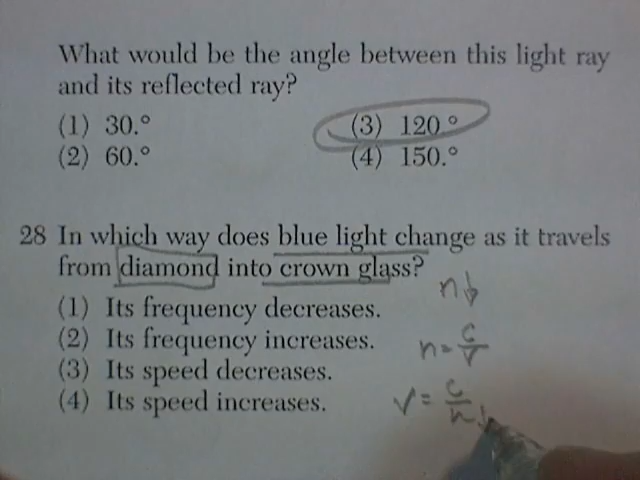 What would be the angle between this light ray
and its reflected ray?
(1) 30.° (3) 120.°
(2) 60.° (4) 150.°
28 In which way does blue light change as it travels
from diamond into crown glass?
n↓
(1) Its frequency decreases.
(2) Its frequency increases.
n = c/v
(3) Its speed decreases.
(4) Its speed increases.
v = c/n↓